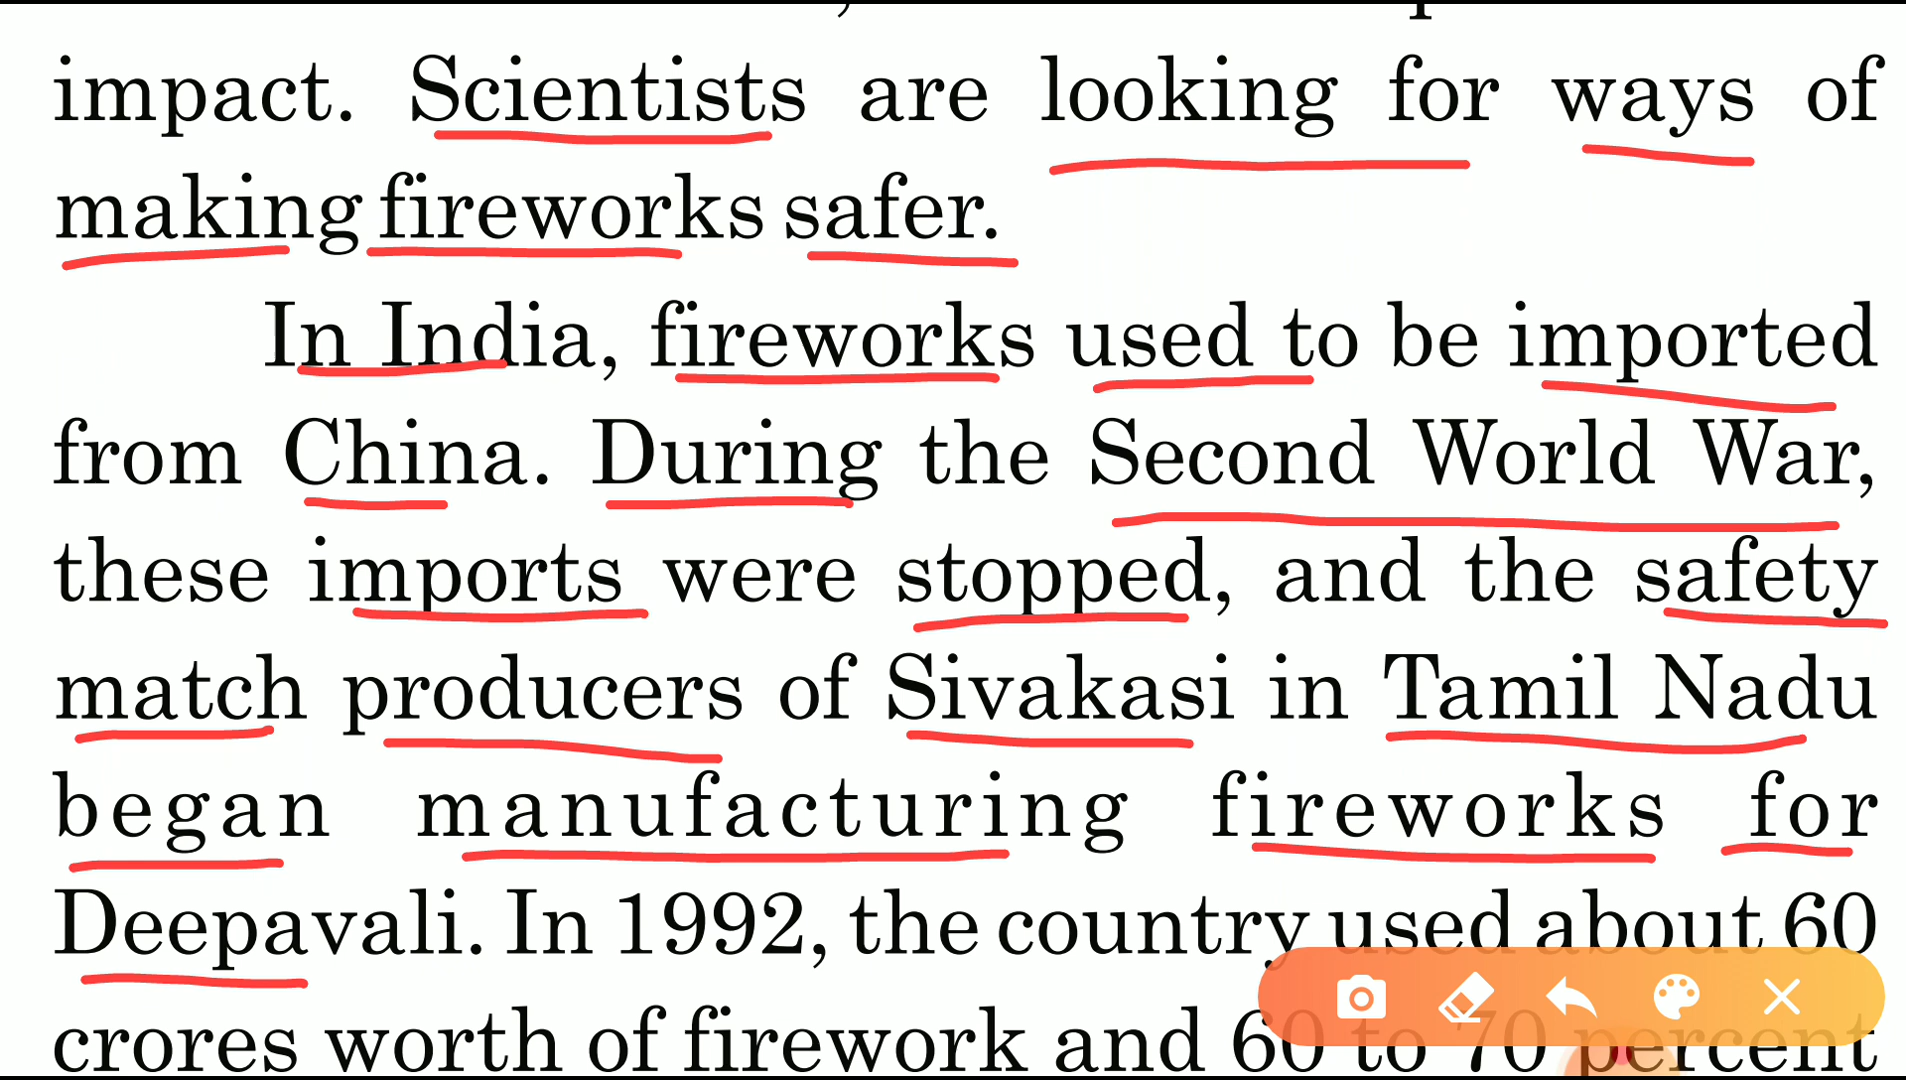 impact. Scientists are looking for ways of
making fireworks safer.
In India, fireworks used to be imported
from China. During the Second World War,
these imports were stopped, and the safety
match producers of Sivakasi in Tamil Nadu
began manufacturing fireworks for
Deepavali. In 1992, the country used about 60
crores worth of firework and 60 to 70 percent